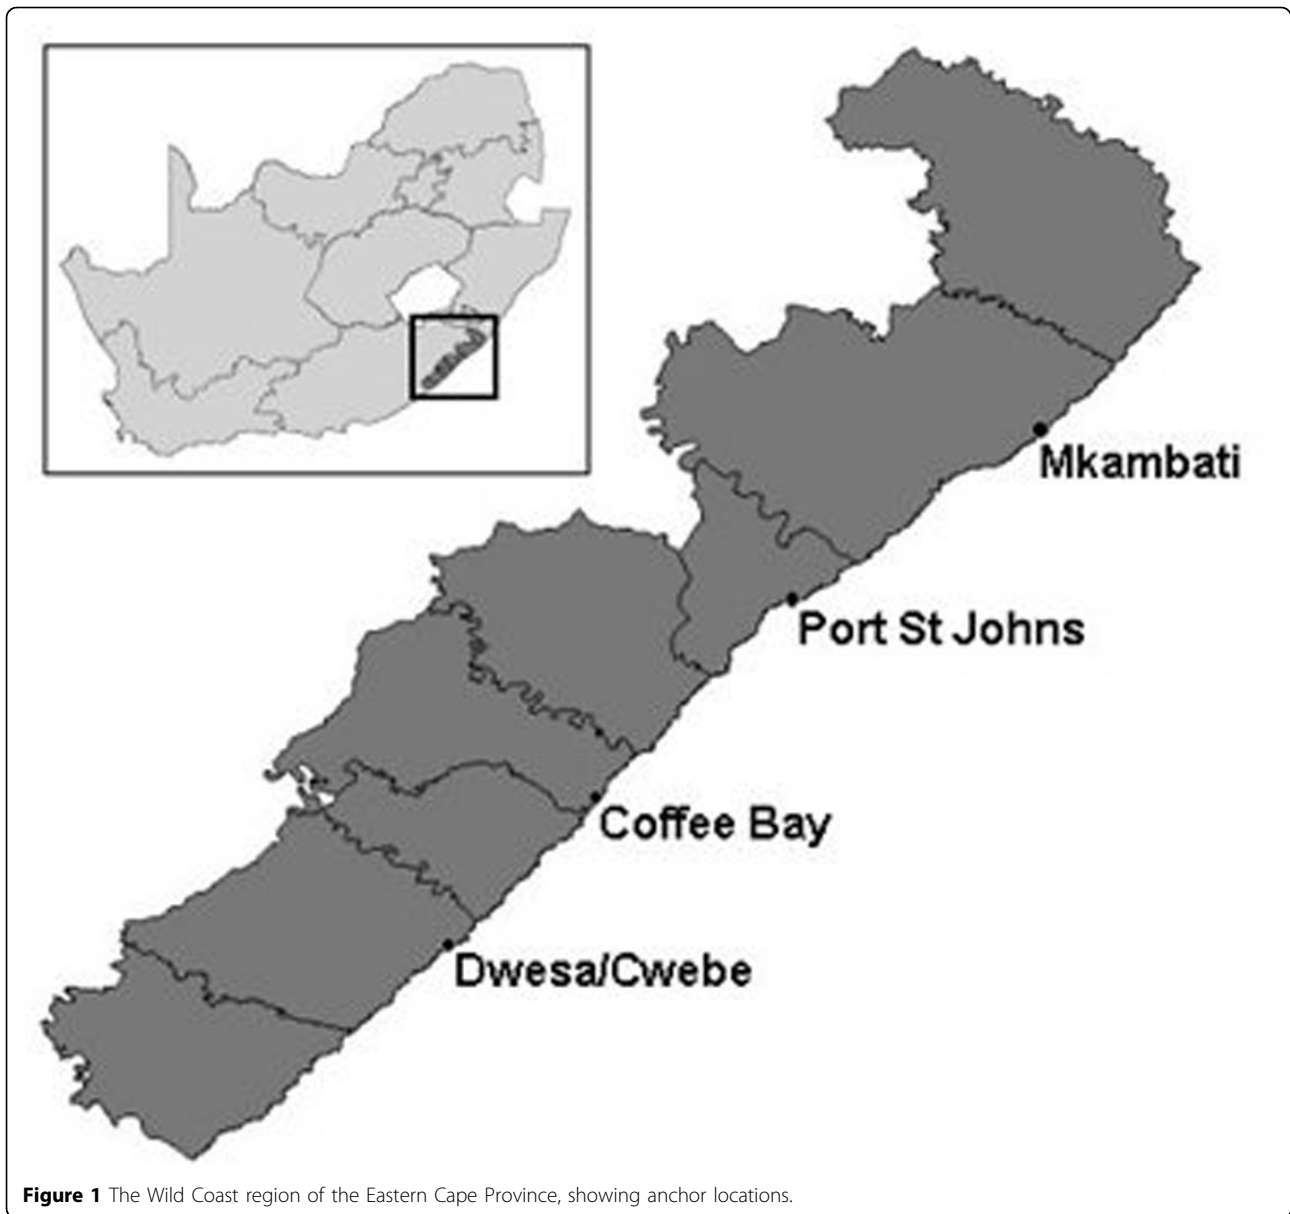 Mkambati
Port St Johns
Coffee Bay
Dwesa/Cwebe
Figure 1 The Wild Coast region of the Eastern Cape Province, showing anchor locations.